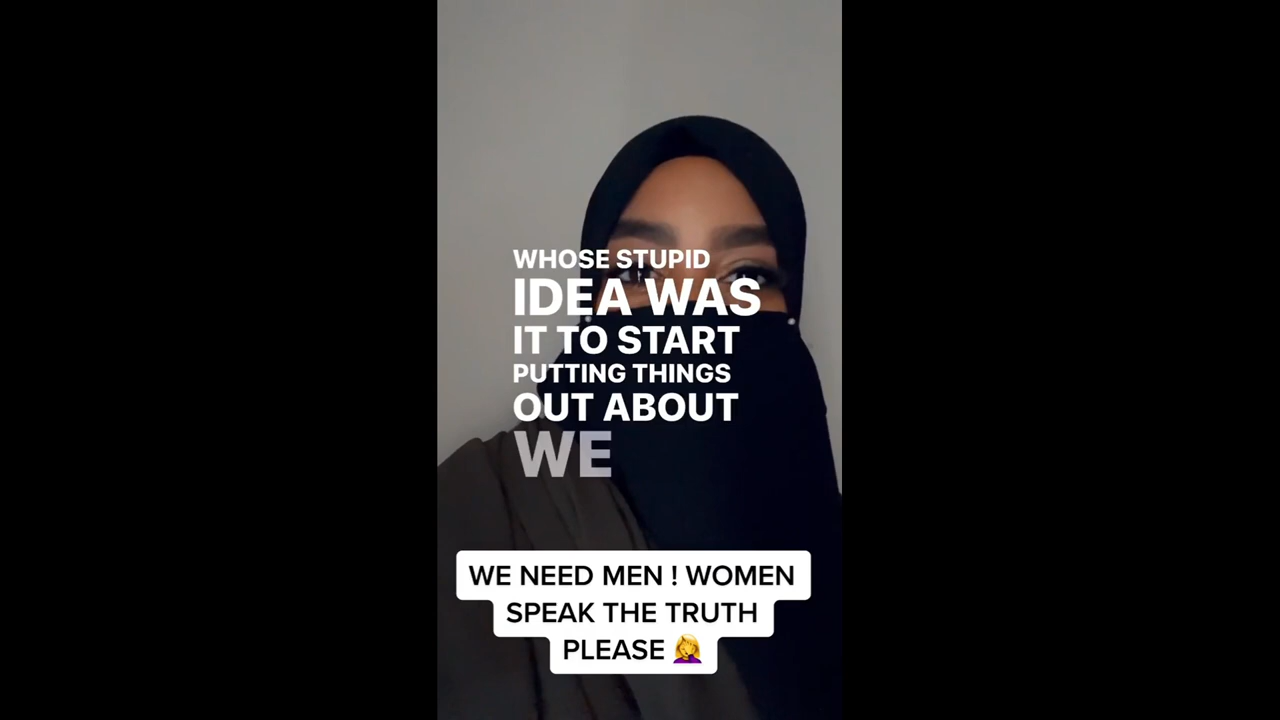 WHOSE STUPID
IDEA WAS
IT TO START
PUTTING THINGS
OUT ABOUT
WE
WE NEED MEN ! WOMEN
SPEAK THE TRUTH
PLEASE 🤦‍♀️